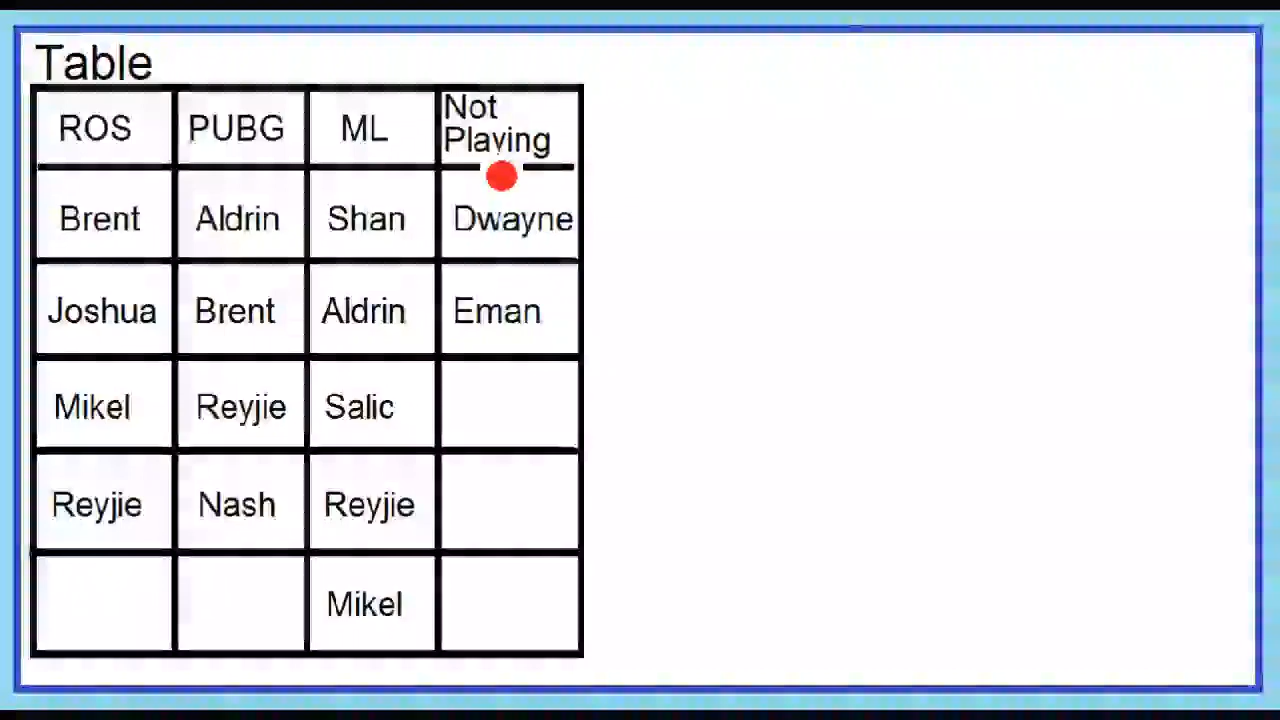 Table
ROS PUBG ML Not Playing
Brent Aldrin Shan Dwayne
Joshua Brent Aldrin Eman
Mikel Reyjie Salic
Reyjie Nash Reyjie
Mikel